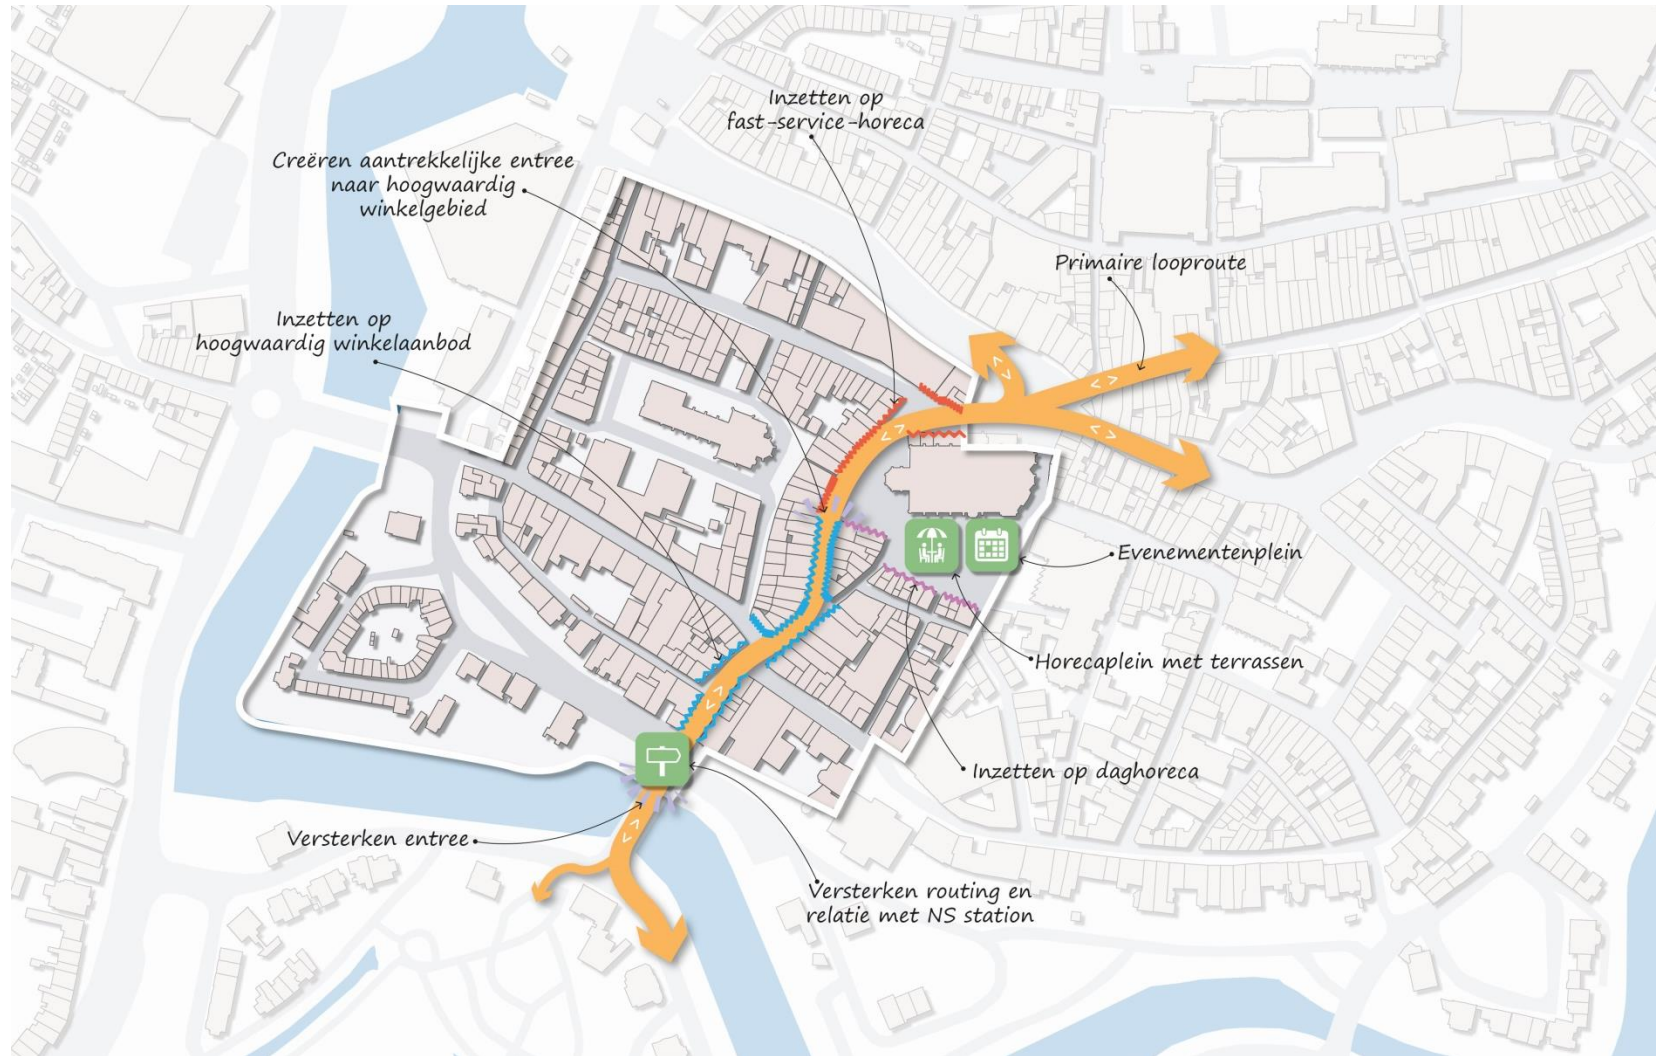 Inzetten op
fast-service-horeca
Creëren aantrekkelijke entree
naar hoogwaardig
winkelgebied
Primaire looproute
Inzetten op
hoogwaardig winkelaanbod
Evenementenplein
Horecaplein met terrassen
Inzetten op daghoreca
Versterken entree
Versterken routing en
relatie met NS station